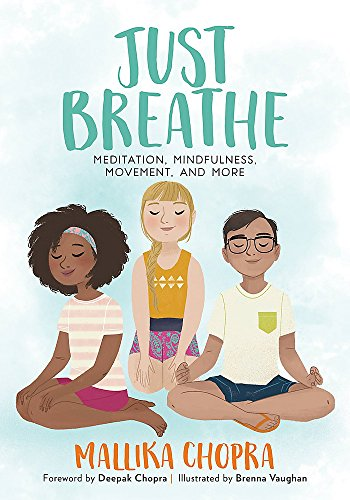 JUST
BREATHE
MEDITATION, MINDFULNESS,
MOVEMENT, AND MORE
MALLIKA CHOPRA
Foreword by Deepak Chopra | Illustrated by Brenna Vaughan